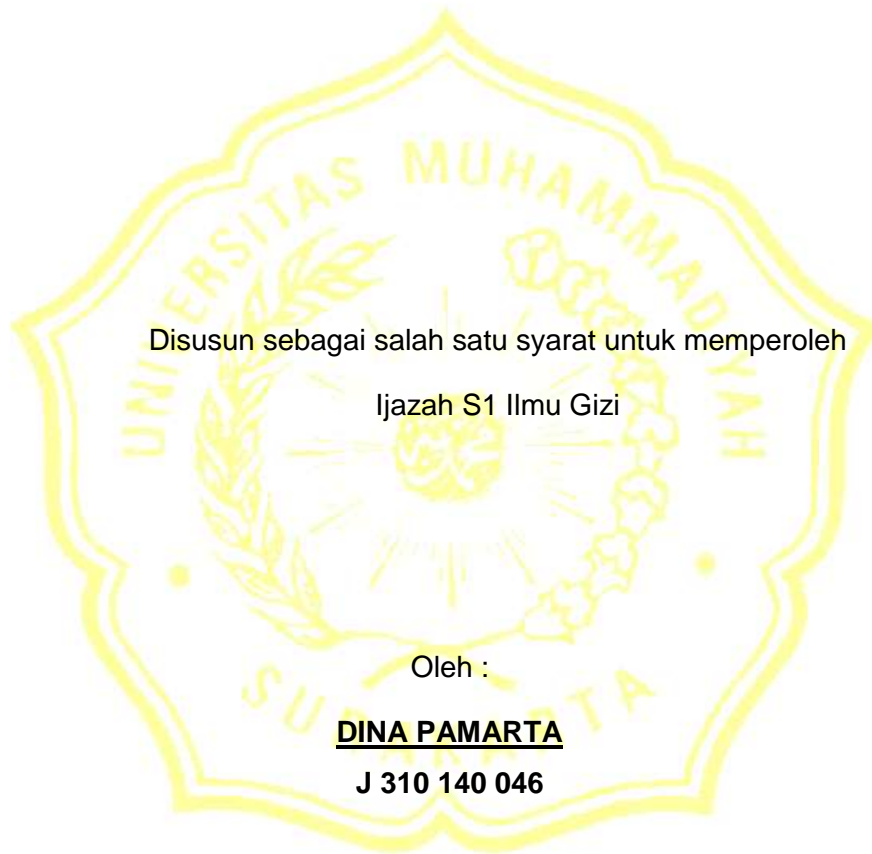 UNIVERSITAS MUHAMMADIYAH
Disusun sebagai salah satu syarat untuk memperoleh
Ijazah S1 Ilmu Gizi
Oleh :
DINA PAMARTA
J 310 140 046
SURAKARTA